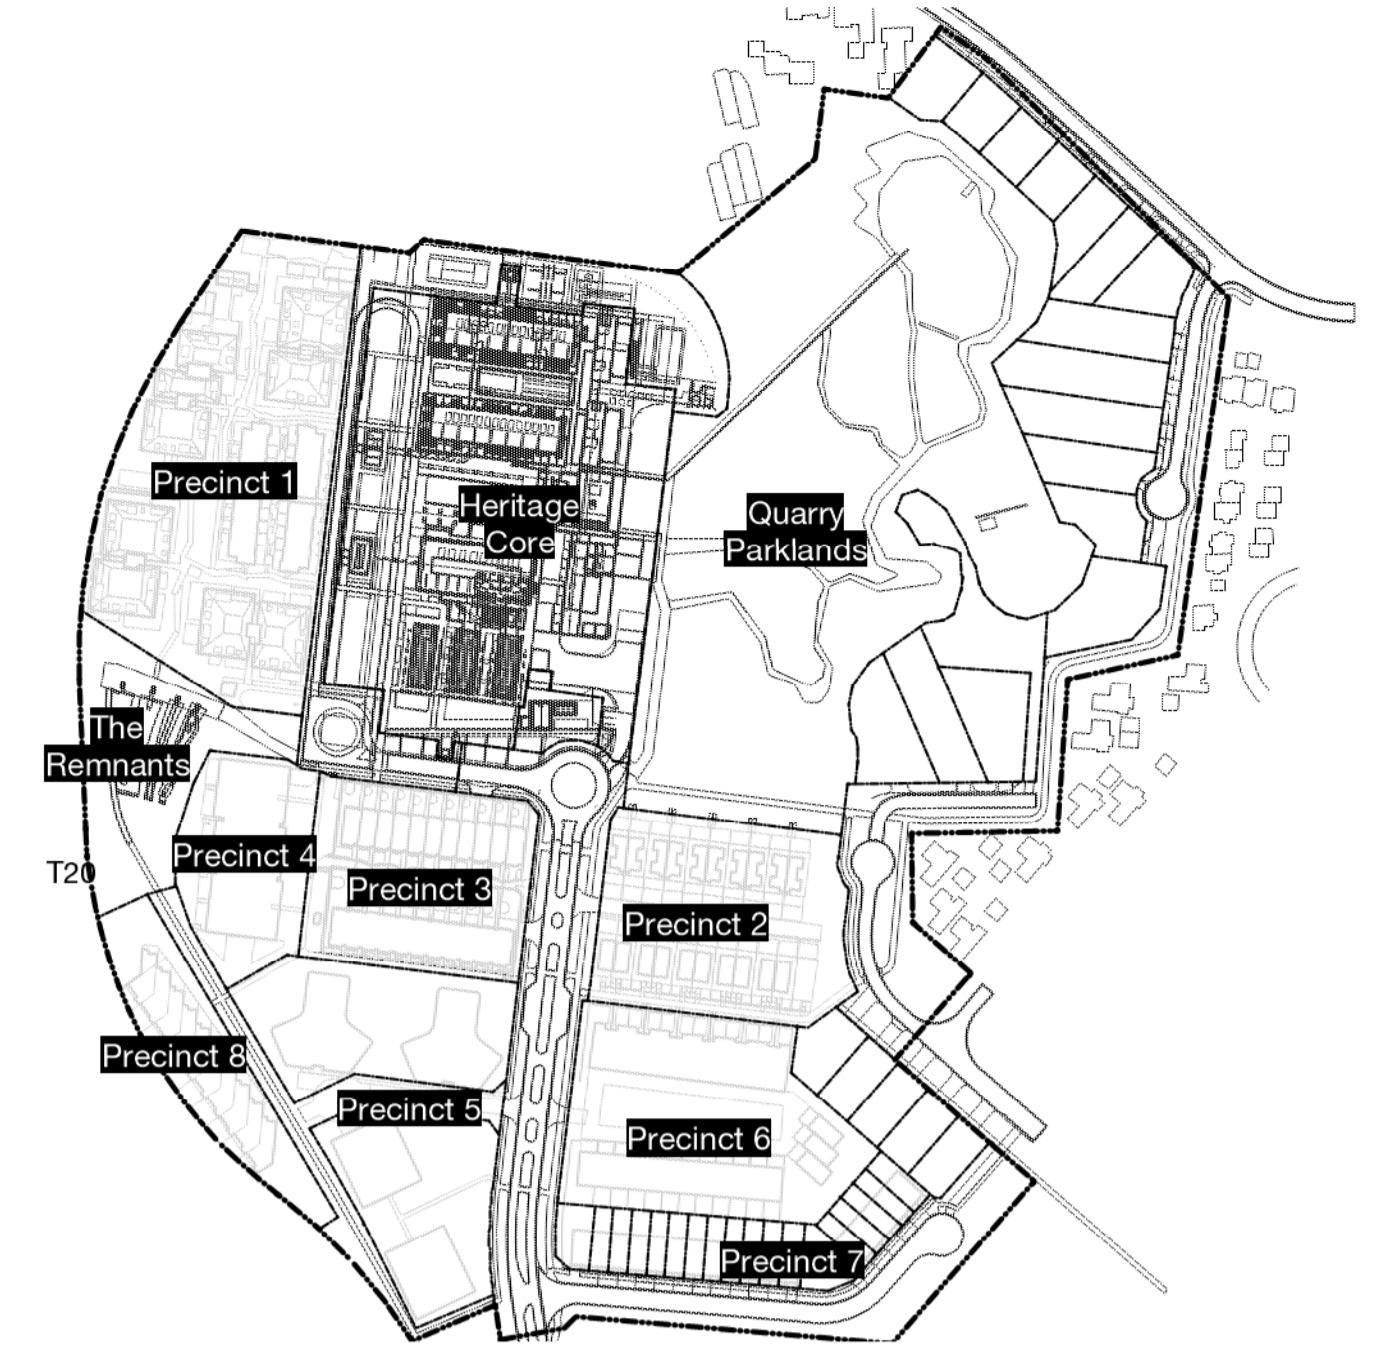 Precinct 1
Heritage
Core
Quarry
Parklands
The
Remnants
Precinct 4
T20
Precinct 3
Precinct 2
Precinct 8
Precinct 5
Precinct 6
Precinct 7